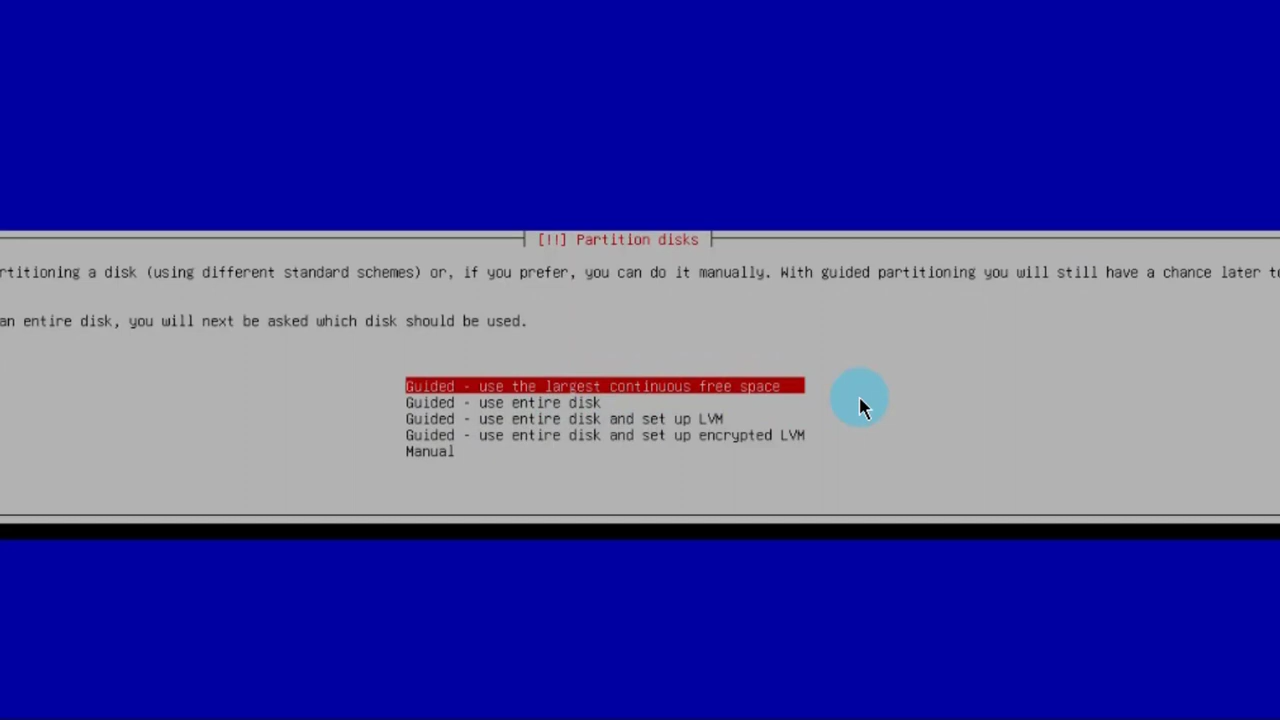 [!!] Partition disks
rtitioning a disk (using different standard schemes) or, if you prefer, you can do it manually. With guided partitioning you will still have a chance later t
an entire disk, you will next be asked which disk should be used.
Guided - use the largest continuous free space
Guided - use entire disk
Guided - use entire disk and set up LVM
Guided - use entire disk and set up encrypted LVM
Manual